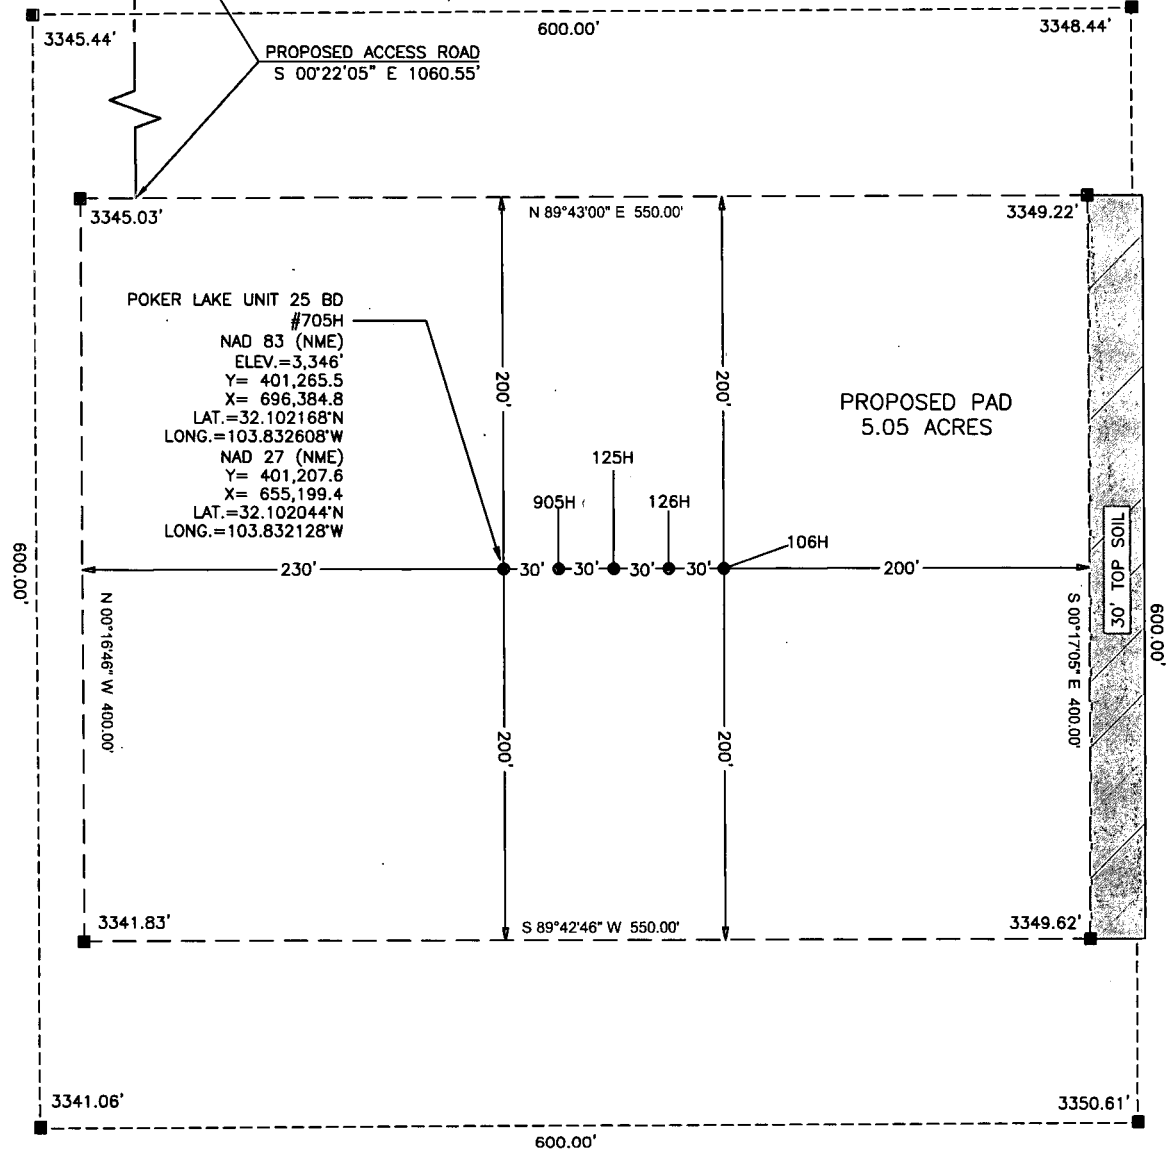 3345.44'
600.00'
3348.44'
PROPOSED ACCESS ROAD
S 00°22'05" E 1060.55'
3345.03'
N 89°43'00" E 550.00'
3349.22'
POKER LAKE UNIT 25 BD
#705H
NAD 83 (NME)
ELEV.=3,346'
Y= 401,265.5
X= 696,384.8
LAT.=32.102168°N
LONG.=103.832608°W
NAD 27 (NME)
Y= 401,207.6
X= 655,199.4
LAT.=32.102044°N
LONG.=103.832128°W
200'
200'
PROPOSED PAD
5.05 ACRES
125H
905H
126H
106H
230'
30'
30'
30'
30'
200'
600.00'
N 00°16'46" W 400.00'
S 00°17'05" E 400.00'
30' TOP SOIL
600.00'
200'
200'
3341.83'
S 89°42'46" W 550.00'
3349.62'
3341.06'
600.00'
3350.61'